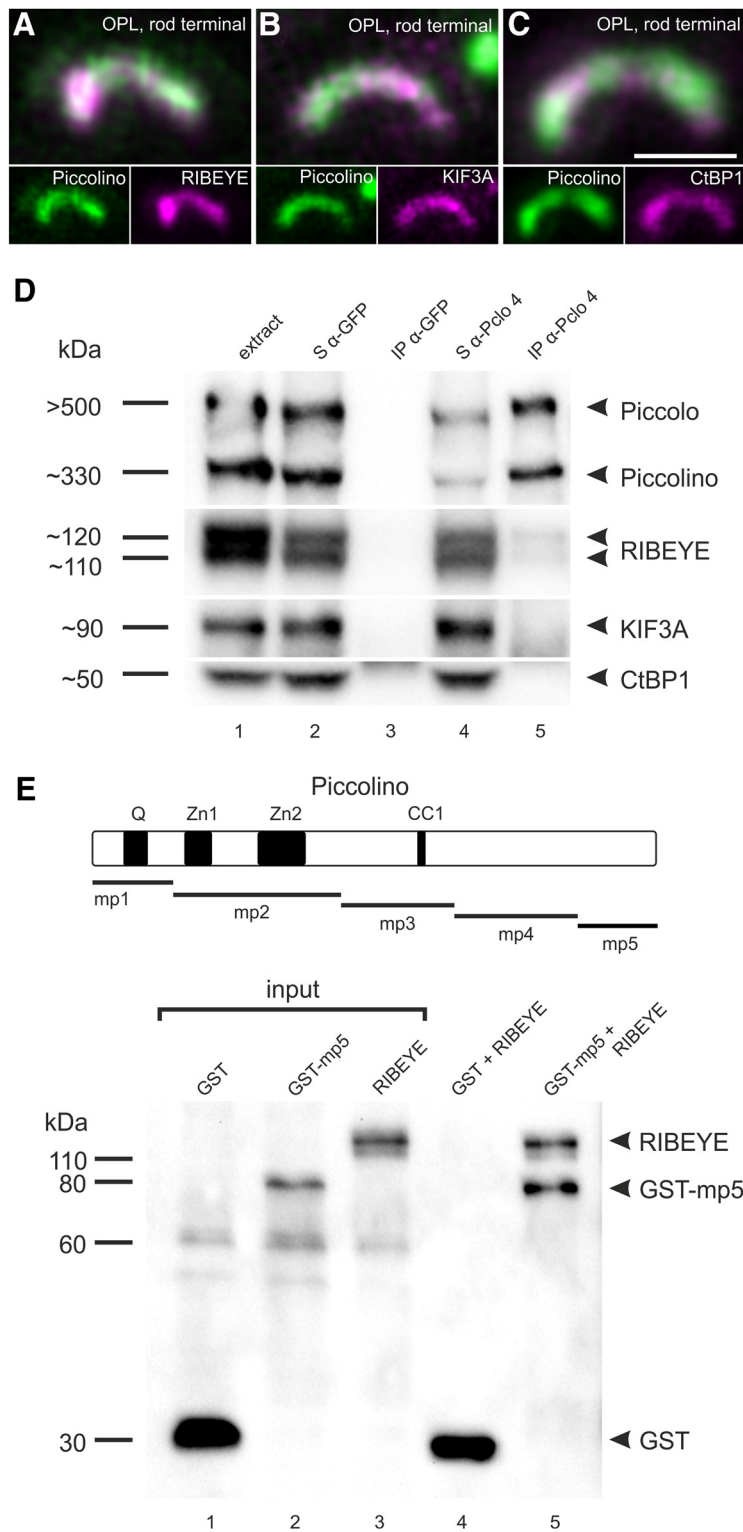 A
OPL, rod terminal
B
OPL, rod terminal
C
OPL, rod terminal
Piccolino
RIBEYE
Piccolino
KIF3A
Piccolino
CtBP1
D
kDa
extract
S α-GFP
IP α-GFP
S α-Pclo 4
IP α-Pclo 4
>500
Piccolo
~330
Piccolino
~120
~110
RIBEYE
~90
KIF3A
~50
CtBP1
1 2 3 4 5
E
Piccolino
Q Zn1 Zn2 CC1
mp1
mp2
mp3
mp4
mp5
input
GST
GST-mp5
RIBEYE
GST + RIBEYE
GST-mp5 +
RIBEYE
kDa
110
RIBEYE
80
GST-mp5
60
30
GST
1 2 3 4 5